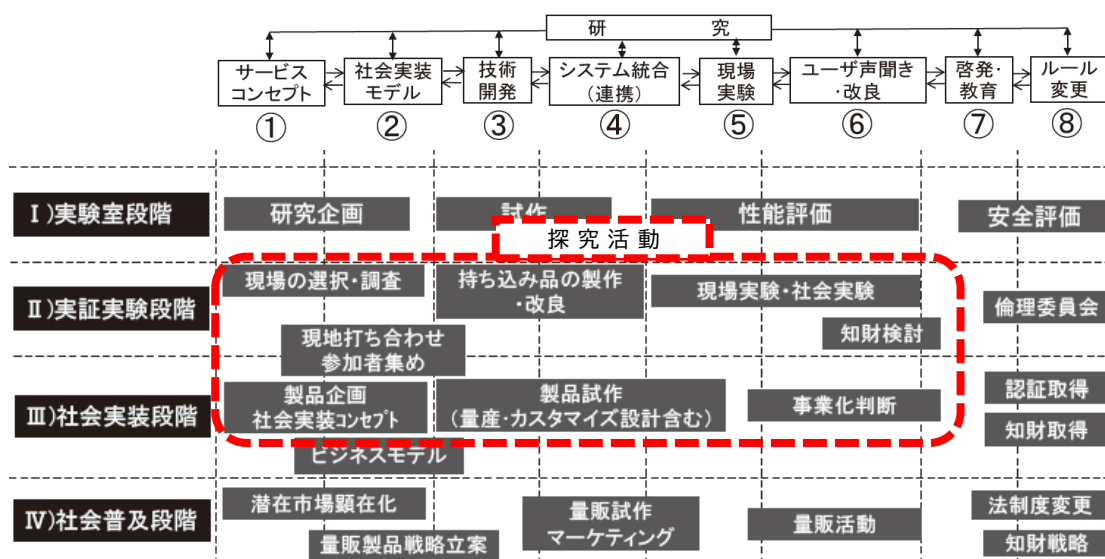 研　究
サービス
コンセプト
社会実装
モデル
技術
開発
システム統合
(連携)
現場
実験
ユーザ声聞き
・改良
啓発・
教育
ルール
変更
①
②
③
④
⑤
⑥
⑦
⑧
Ⅰ)実験室段階
研究企画
試作
性能評価
安全評価
探究活動
Ⅱ)実証実験段階
現場の選択・調査
持ち込み品の製作
・改良
現場実験・社会実験
倫理委員会
知財検討
現地打ち合わせ
参加者集め
Ⅲ)社会実装段階
製品企画
社会実装コンセプト
製品試作
(量産・カスタマイズ設計含む)
事業化判断
認証取得
知財取得
ビジネスモデル
Ⅳ)社会普及段階
潜在市場顕在化
量販製品戦略立案
量販試作
マーケティング
量販活動
法制度変更
知財戦略